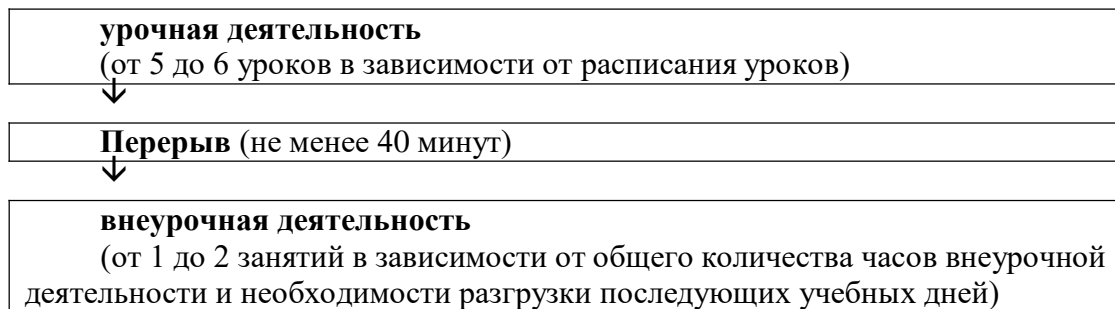 урочная деятельность
(от 5 до 6 уроков в зависимости от расписания уроков)
↓
Перерыв (не менее 40 минут)
↓
внеурочная деятельность
(от 1 до 2 занятий в зависимости от общего количества часов внеурочной
деятельности и необходимости разгрузки последующих учебных дней)